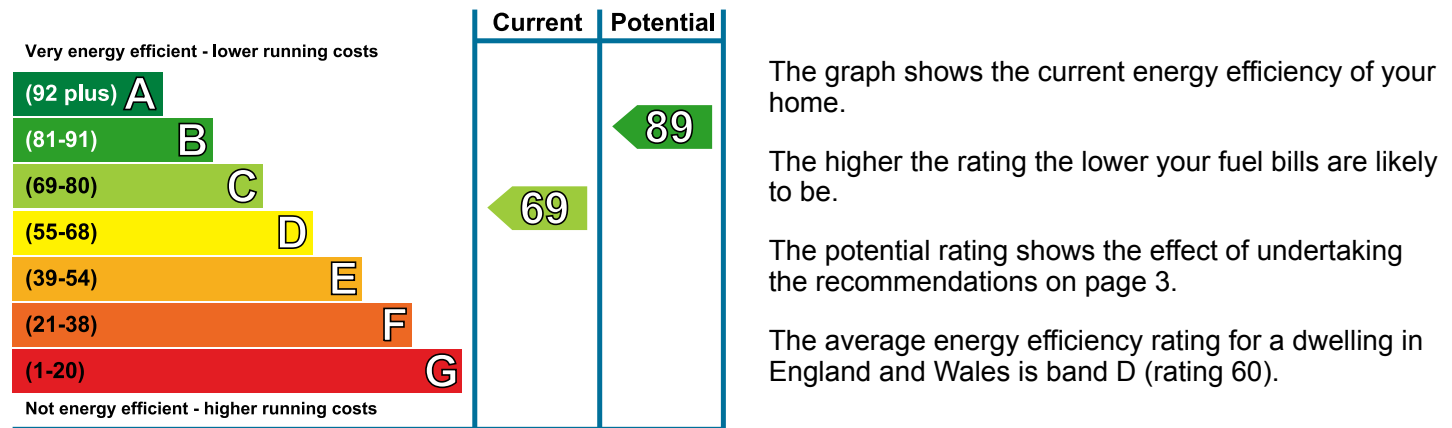 Current Potential
Very energy efficient - lower running costs
(92 plus) A
(81-91) B
(69-80) C
(55-68) D
(39-54) E
(21-38) F
(1-20) G
Not energy efficient - higher running costs
89
69
The graph shows the current energy efficiency of your
home.
The higher the rating the lower your fuel bills are likely
to be.
The potential rating shows the effect of undertaking
the recommendations on page 3.
The average energy efficiency rating for a dwelling in
England and Wales is band D (rating 60).